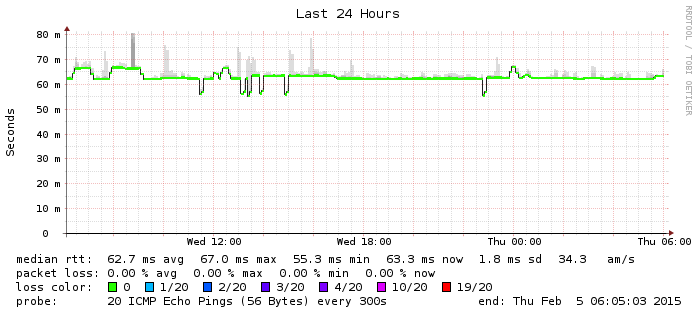 Last 24 Hours
RRDTOOL / TOBI OETIKER
Seconds
80 m
70 m
60 m
50 m
40 m
30 m
20 m
10 m
0
Wed 12:00 Wed 18:00 Thu 00:00 Thu 06:00
median rtt: 62.7 ms avg 67.0 ms max 55.3 ms min 63.3 ms now 1.8 ms sd 34.3 am/s
packet loss: 0.00 % avg 0.00 % max 0.00 % min 0.00 % now
loss color: 0 1/20 2/20 3/20 4/20 10/20 19/20
probe: 20 ICMP Echo Pings (56 Bytes) every 300s end: Thu Feb 5 06:05:03 2015